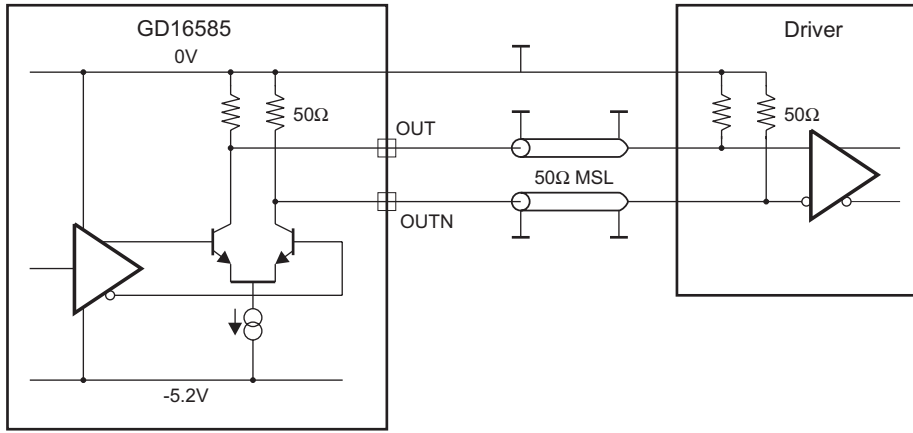 GD16585
Driver
0V
50Ω
50Ω
OUT
50Ω MSL
OUTN
-5.2V